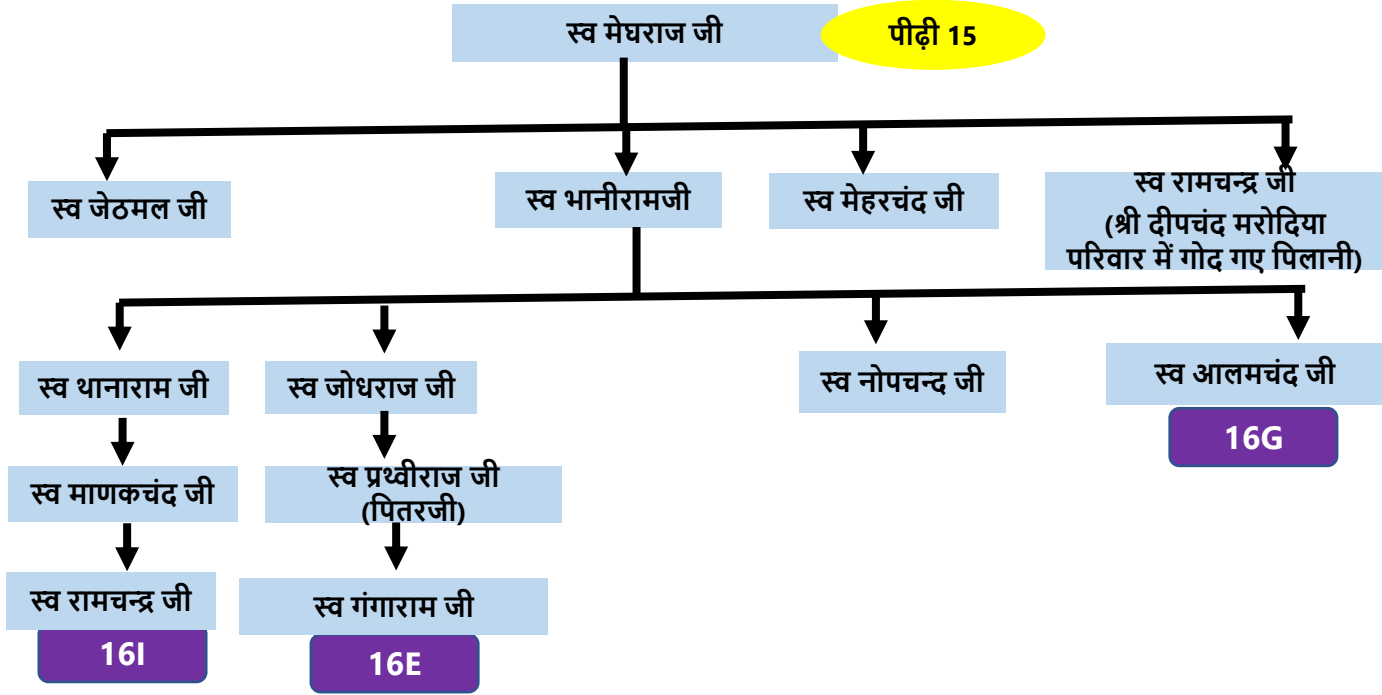 स्व मेघराज जी
पीढ़ी 15
स्व जेठमल जी
स्व भानीरामजी
स्व मेहरचंद जी
स्व रामचन्द्र जी
(श्री दीपचंद मरोदिया
परिवार में गोद गए पिलानी)
स्व थानाराम जी
स्व जोधराज जी
स्व नोपचन्द जी
स्व आलमचंद जी
16G
स्व माणकचंद जी
स्व प्रथ्वीराज जी
(पितरजी)
स्व रामचन्द्र जी
16I
स्व गंगाराम जी
16E